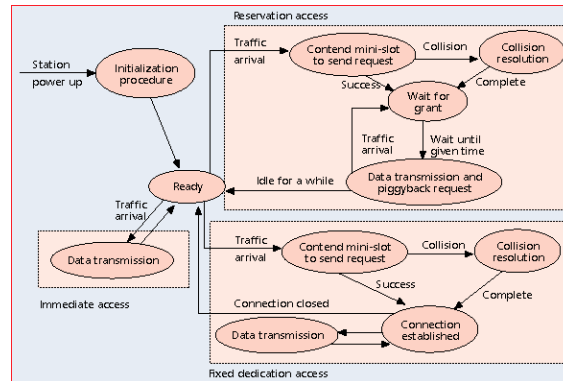 Reservation access
Station
power up
Initialization
procedure
Traffic
arrival
Contend mini-slot
to send request
Collision
Collision
resolution
Success
Complete
Wait for
grant
Traffic
arrival
Wait until
given time
Ready
Idle for a while
Data transmission and
piggyback request
Traffic
arrival
Data transmission
Immediate access
Traffic
arrival
Contend mini-slot
to send request
Collision
Collision
resolution
Success
Complete
Connection closed
Data transmission
Connection
established
Fixed dedication access